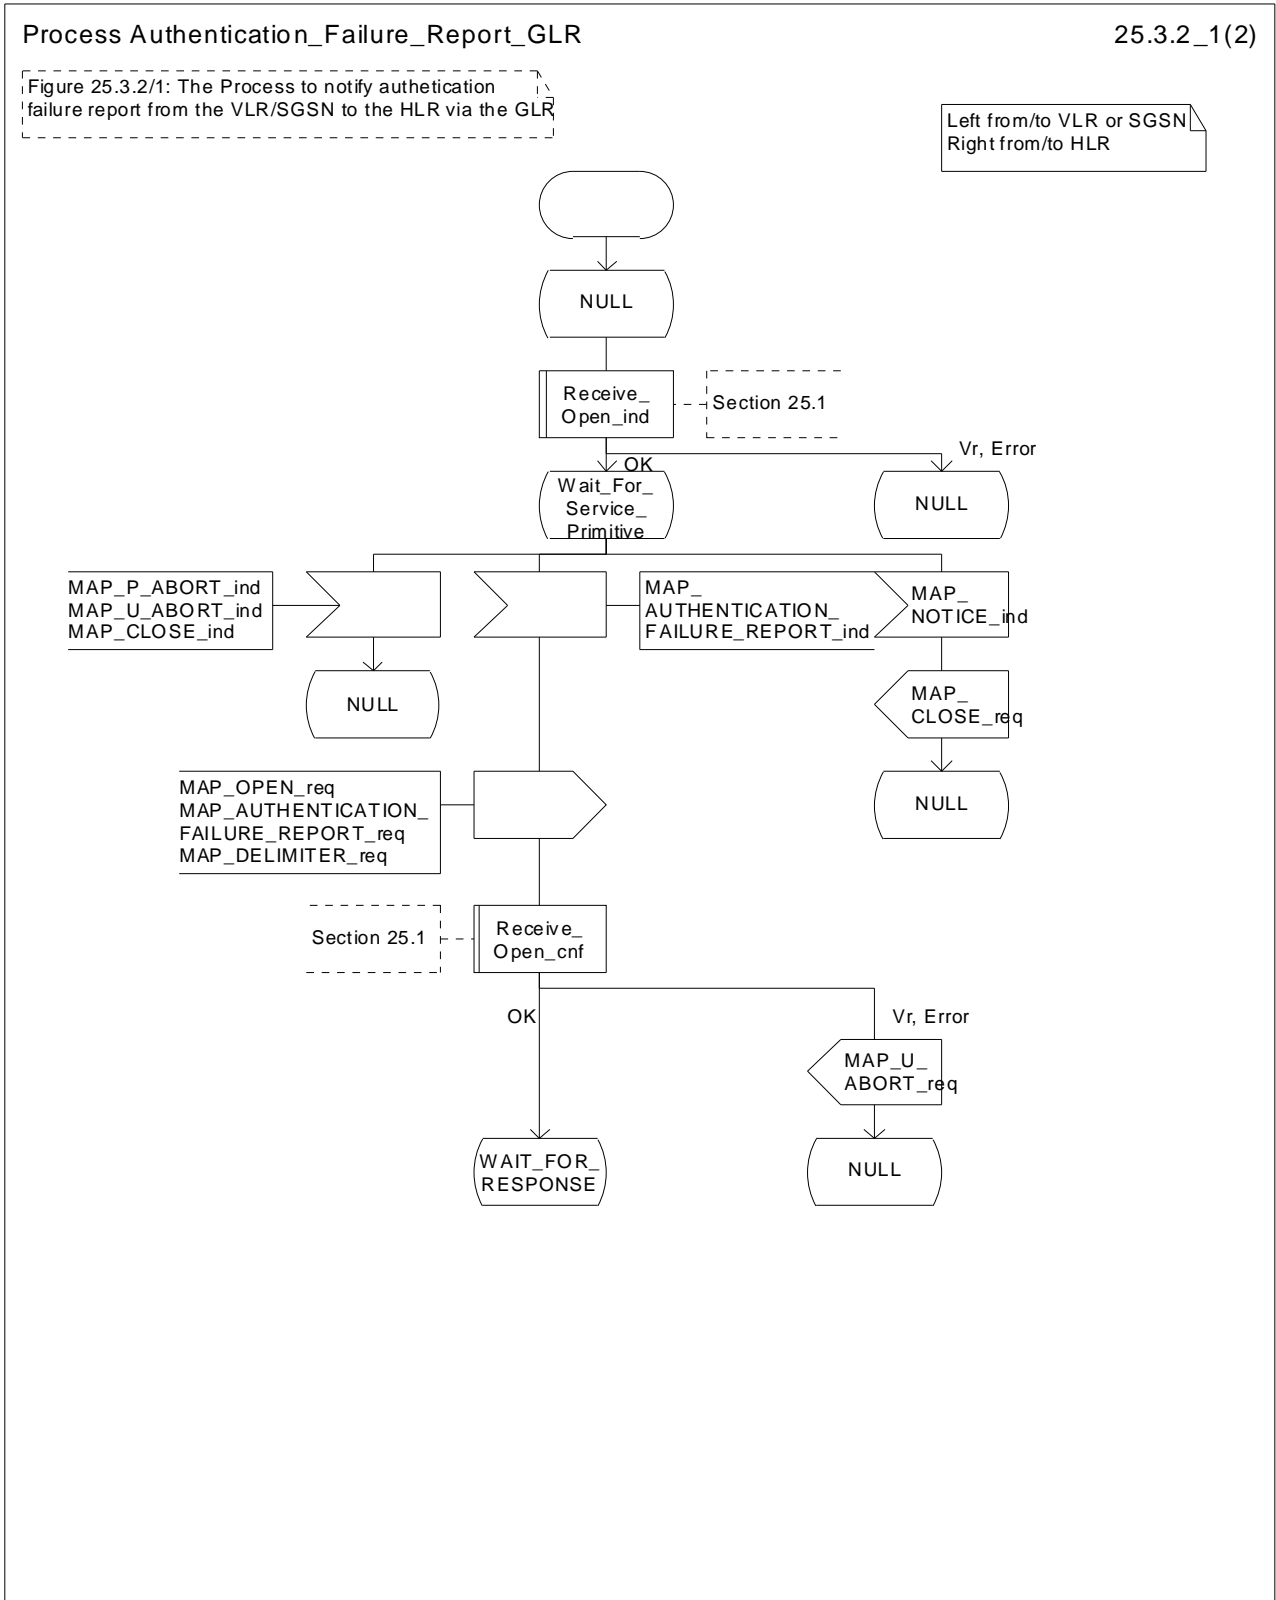 Process Authentication_Failure_Report_GLR
25.3.2_1(2)
Figure 25.3.2/1: The Process to notify authetication
failure report from the VLR/SGSN to the HLR via the GLR
Left from/to VLR or SGSN
Right from/to HLR
NULL
Receive_
Open_ind
Section 25.1
Vr, Error
OK
Wait_For_
Service_
Primitive
NULL
MAP_P_ABORT_ind
MAP_U_ABORT_ind
MAP_CLOSE_ind
MAP_
AUTHENTICATION_
FAILURE_REPORT_ind
MAP_
NOTICE_ind
NULL
MAP_
CLOSE_req
MAP_OPEN_req
MAP_AUTHENTICATION_
FAILURE_REPORT_req
MAP_DELIMITER_req
NULL
Section 25.1
Receive_
Open_cnf
OK
Vr, Error
MAP_U_
ABORT_req
WAIT_FOR_
RESPONSE
NULL